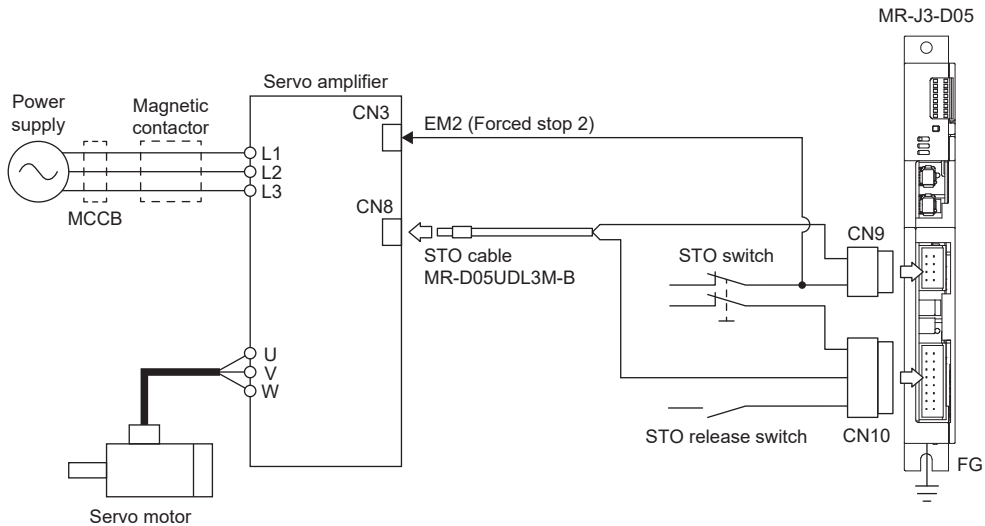 MR-J3-D05
Servo amplifier
Power
supply
Magnetic
contactor
CN3
EM2 (Forced stop 2)
L1
L2
L3
MCCB
CN8
CN9
STO cable
MR-D05UDL3M-B
STO switch
U
V
W
STO release switch
CN10
FG
Servo motor